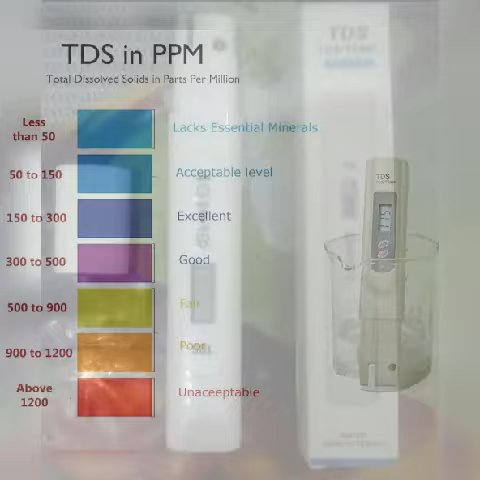 TDS in PPM
Total Dissolved Solids in Parts Per Million
Less
than 50
Lacks Essential Minerals
50 to 150
Acceptable level
150 to 300
Excellent
300 to 500
Good
500 to 900
Fair
900 to 1200
Poor
Above
1200
Unaceeptable
TDS
TDS